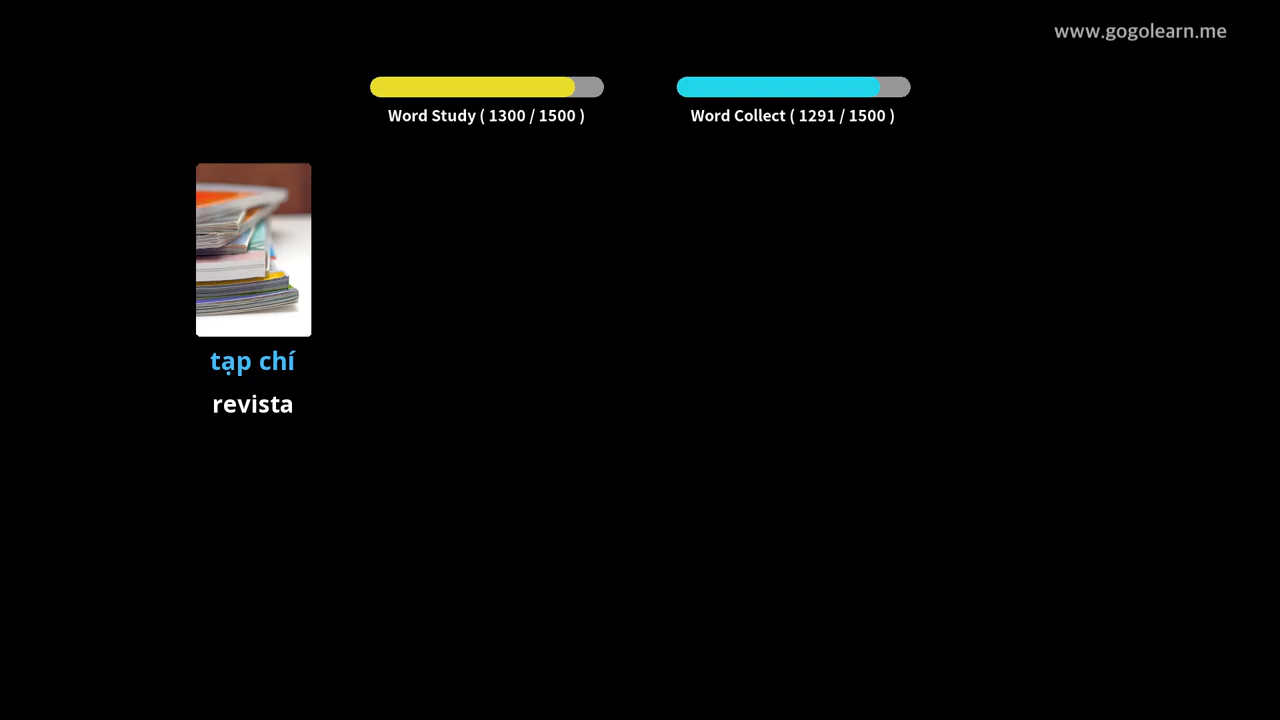 www.gogolearn.me
Word Study ( 1300 / 1500 )
Word Collect ( 1291 / 1500 )
tạp chí
revista